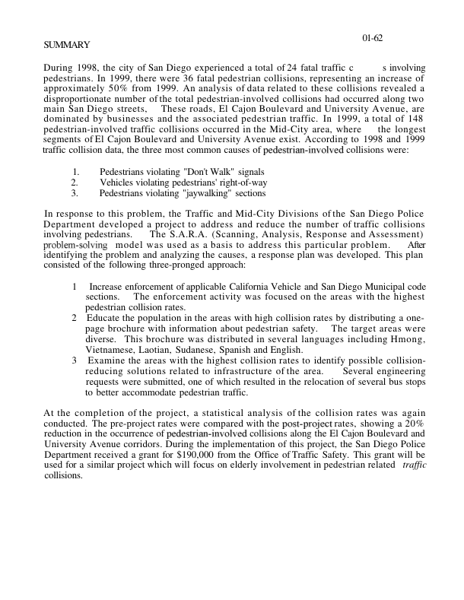 01-62
SUMMARY
During 1998, the city of San Diego experienced a total of 24 fatal traffic c s involving
pedestrians. In 1999, there were 36 fatal pedestrian collisions, representing an increase of
approximately 50% from 1999. An analysis of data related to these collisions revealed a
disproportionate number of the total pedestrian-involved collisions had occurred along two
main San Diego streets, These roads, El Cajon Boulevard and University Avenue, are
dominated by businesses and the associated pedestrian traffic. In 1999, a total of 148
pedestrian-involved traffic collisions occurred in the Mid-City area, where the longest
segments of El Cajon Boulevard and University Avenue exist. According to 1998 and 1999
traffic collision data, the three most common causes of pedestrian-involved collisions were:
1. Pedestrians violating "Don't Walk" signals
2. Vehicles violating pedestrians' right-of-way
3. Pedestrians violating "jaywalking" sections
In response to this problem, the Traffic and Mid-City Divisions of the San Diego Police
Department developed a project to address and reduce the number of traffic collisions
involving pedestrians. The S.A.R.A. (Scanning, Analysis, Response and Assessment)
problem-solving model was used as a basis to address this particular problem. After
identifying the problem and analyzing the causes, a response plan was developed. This plan
consisted of the following three-pronged approach:
1 Increase enforcement of applicable California Vehicle and San Diego Municipal code
sections. The enforcement activity was focused on the areas with the highest
pedestrian collision rates.
2 Educate the population in the areas with high collision rates by distributing a one-
page brochure with information about pedestrian safety. The target areas were
diverse. This brochure was distributed in several languages including Hmong,
Vietnamese, Laotian, Sudanese, Spanish and English.
3 Examine the areas with the highest collision rates to identify possible collision-
reducing solutions related to infrastructure of the area. Several engineering
requests were submitted, one of which resulted in the relocation of several bus stops
to better accommodate pedestrian traffic.
At the completion of the project, a statistical analysis of the collision rates was again
conducted. The pre-project rates were compared with the post-project rates, showing a 20%
reduction in the occurrence of pedestrian-involved collisions along the El Cajon Boulevard and
University Avenue corridors. During the implementation of this project, the San Diego Police
Department received a grant for $190,000 from the Office of Traffic Safety. This grant will be
used for a similar project which will focus on elderly involvement in pedestrian related traffic
collisions.